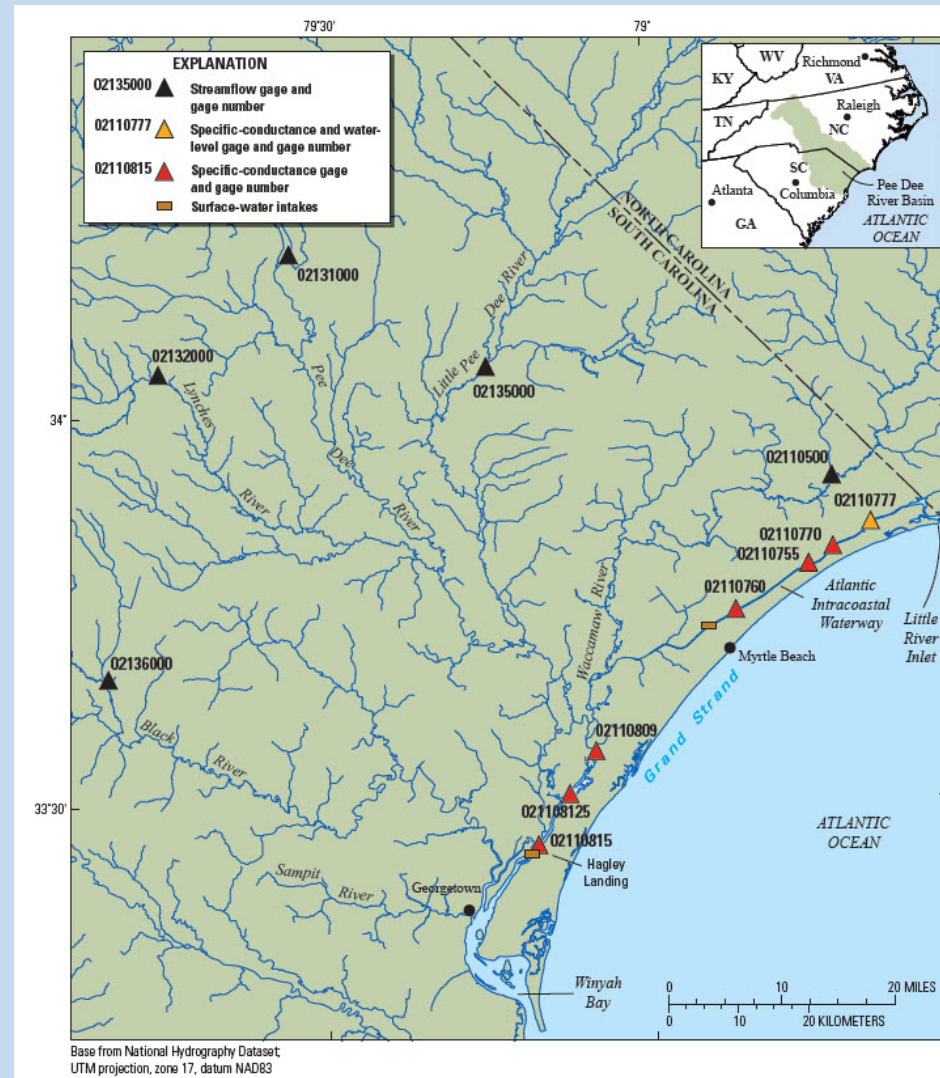 79°30'
79°
EXPLANATION
02135000
Streamflow gage and
gage number
02110777
Specific-conductance and water-
level gage and gage number
02110815
Specific-conductance gage
and gage number
Surface-water intakes
KY
WV
Richmond
VA
TN
Raleigh
NC
SC
Columbia
Atlanta
GA
Pee Dee
River Basin
ATLANTIC
OCEAN
NORTH CAROLINA
SOUTH CAROLINA
02131000
Pee
Dee
River
Little Pee
Dee River
02132000
Lynches
River
02135000
34°
02110500
02110777
02110770
02110755
02110760
Atlantic
Intracoastal
Waterway
Little
River
Inlet
Waccamaw River
Myrtle Beach
Grand Strand
02136000
Black
River
02110809
33°30'
021108125
02110815
Hagley
Landing
ATLANTIC
OCEAN
Sampit
River
Georgetown
Winyah
Bay
0 20 MILES
0 10 20 KILOMETERS
Base from National Hydrography Dataset;
UTM projection, zone 17, datum NAD83